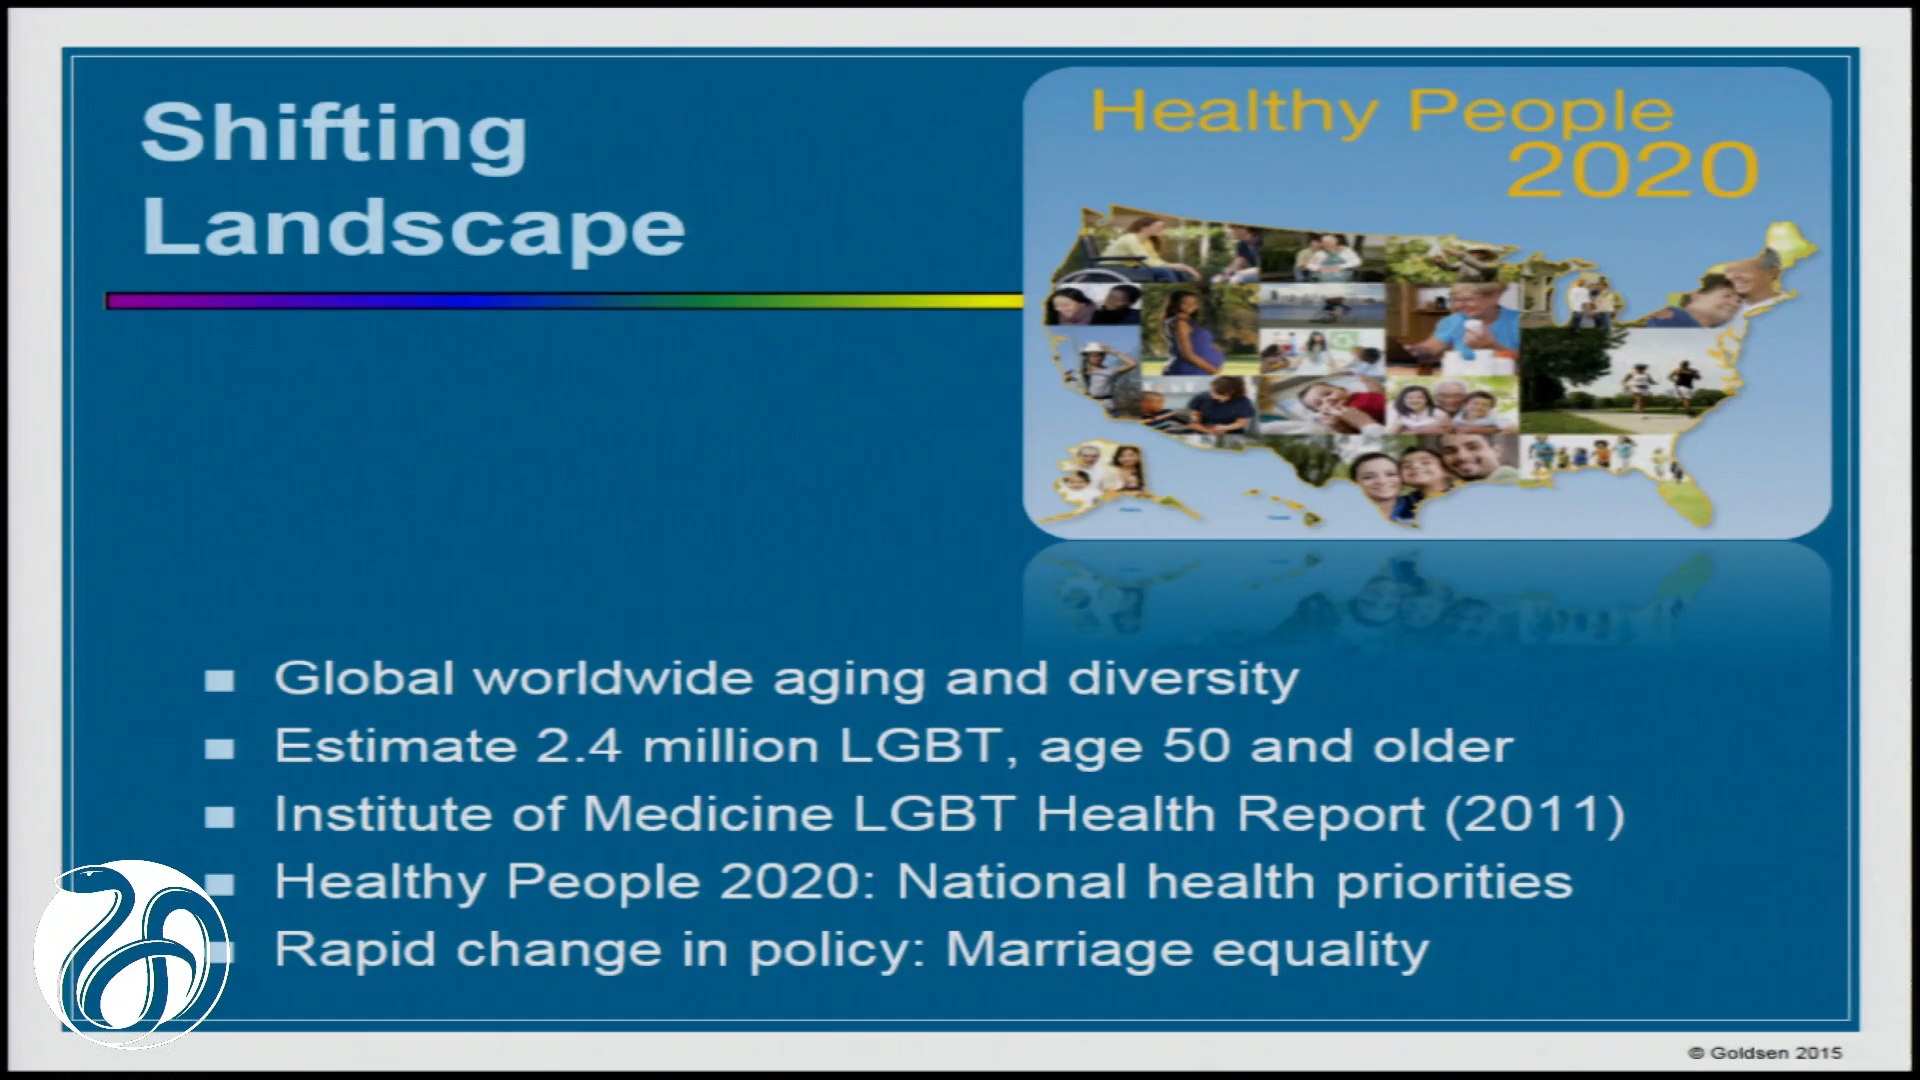 Shifting
Landscape
Healthy People
2020
■ Global worldwide aging and diversity
■ Estimate 2.4 million LGBT, age 50 and older
■ Institute of Medicine LGBT Health Report (2011)
■ Healthy People 2020: National health priorities
■ Rapid change in policy: Marriage equality
© Goldsen 2015